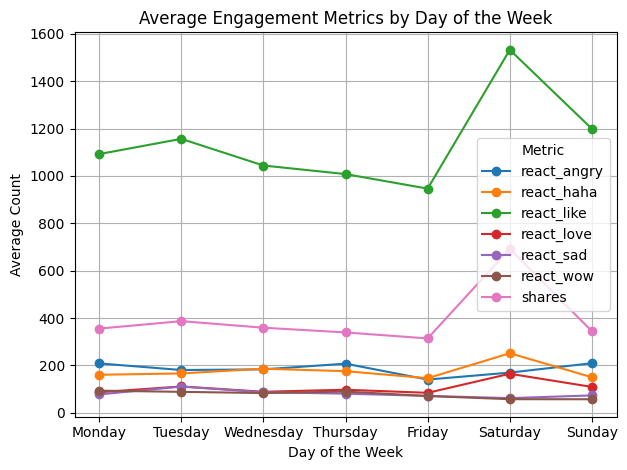 Average Engagement Metrics by Day of the Week
1600
1400
1200
1000
800
600
400
200
0
Average Count
Metric
react_angry
react_haha
react_like
react_love
react_sad
react_wow
shares
Monday Tuesday Wednesday Thursday Friday Saturday Sunday
Day of the Week